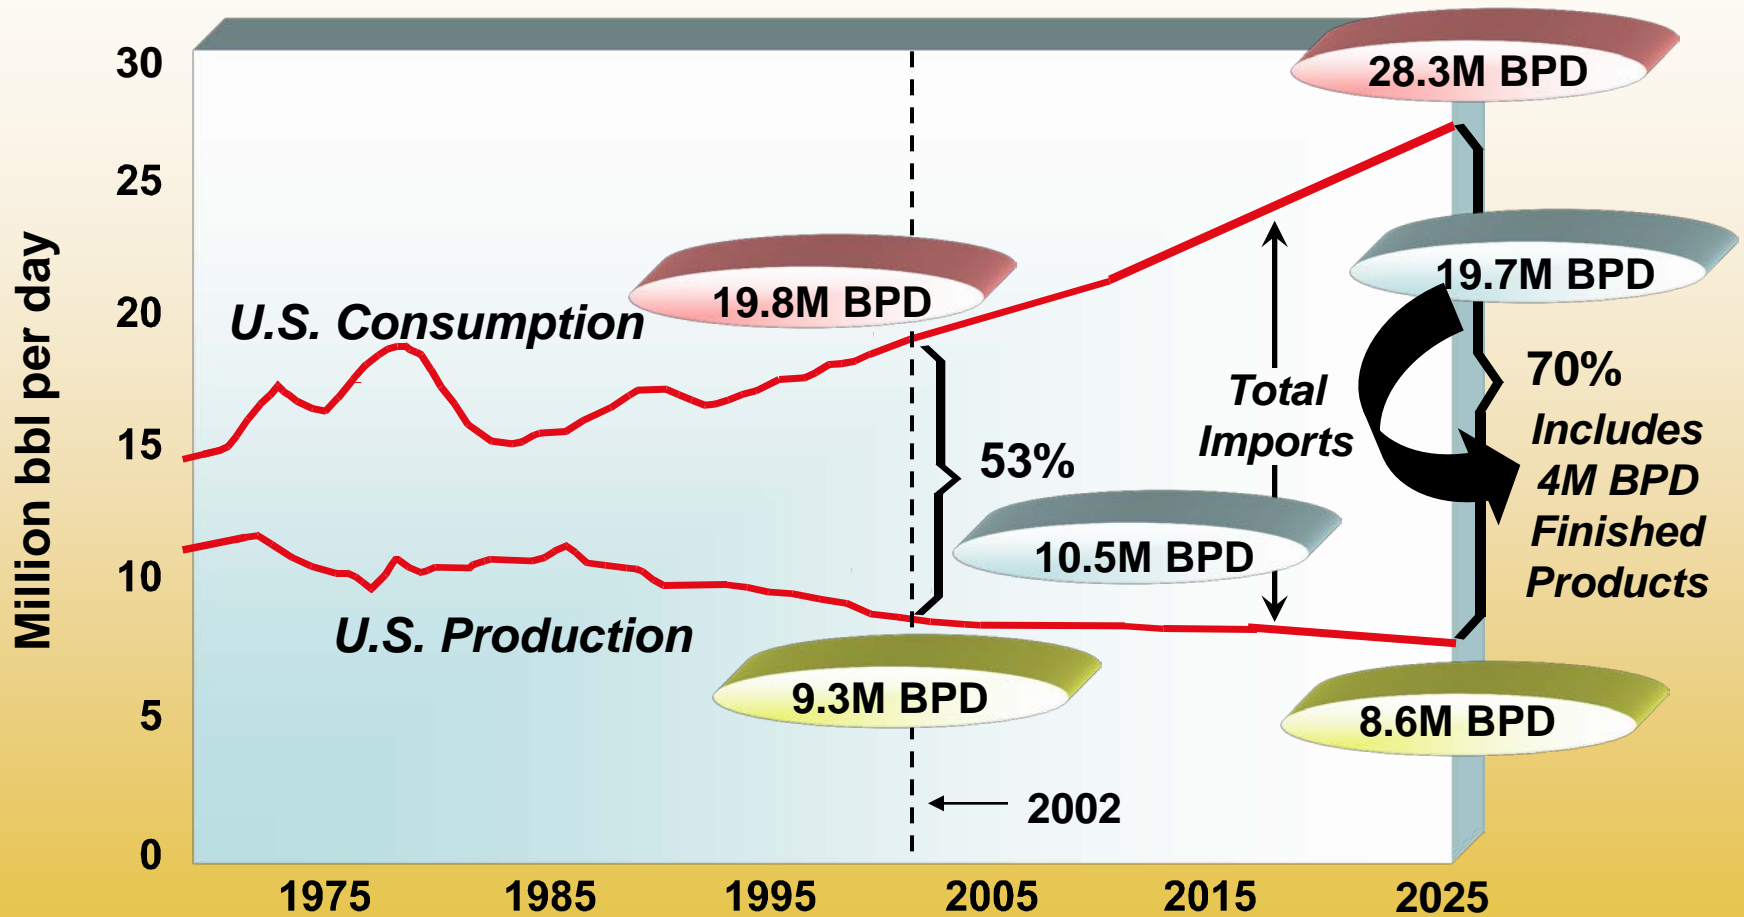 Million bbl per day
30
25
20
15
10
5
0
28.3M BPD
19.8M BPD
19.7M BPD
U.S. Consumption
70%
Includes
4M BPD
Finished
Products
Total
Imports
53%
10.5M BPD
U.S. Production
9.3M BPD
8.6M BPD
2002
1975
1985
1995
2005
2015
2025